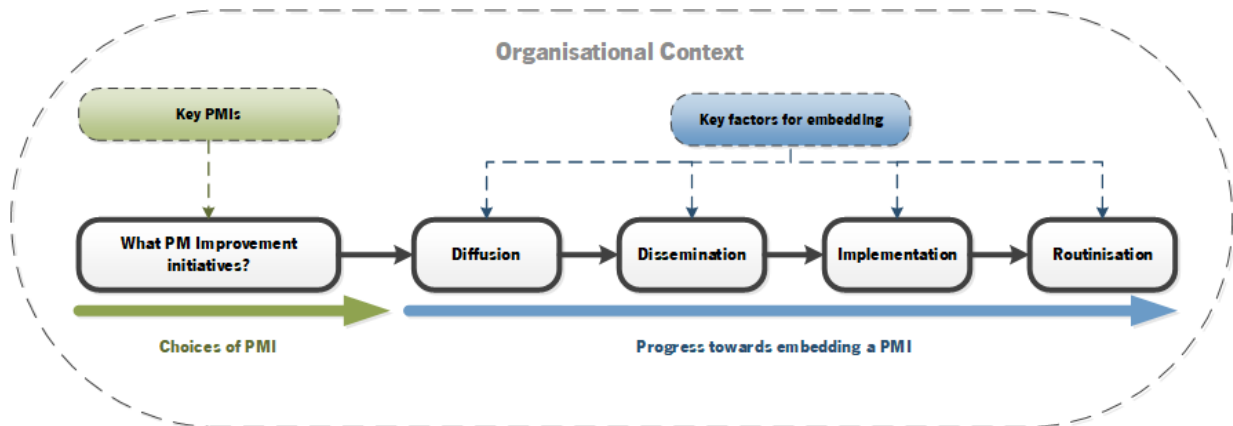 Organisational Context
Key PMIs
Key factors for embedding
What PM Improvement
initiatives?
Diffusion
Dissemination
Implementation
Routinisation
Choices of PMI
Progress towards embedding a PMI